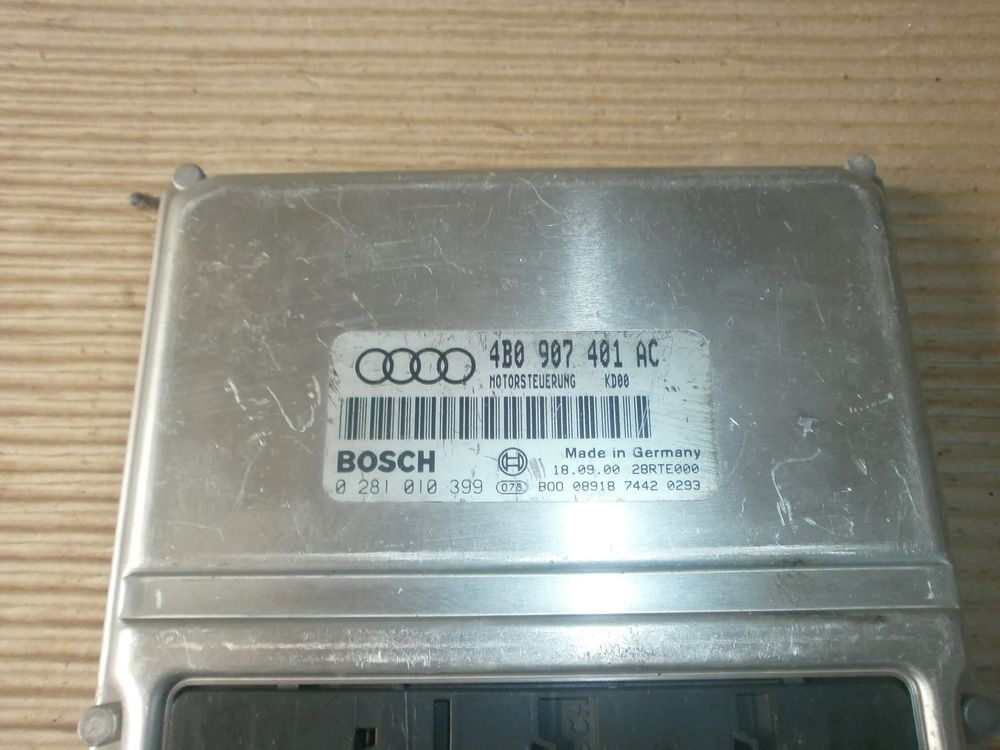 4B0 907 401 AC
MOTORSTEUERUNG KD00
BOSCH
Made in Germany
18.09.00 28RTE000
0 281 010 399 078 B00 08918 7442 0293